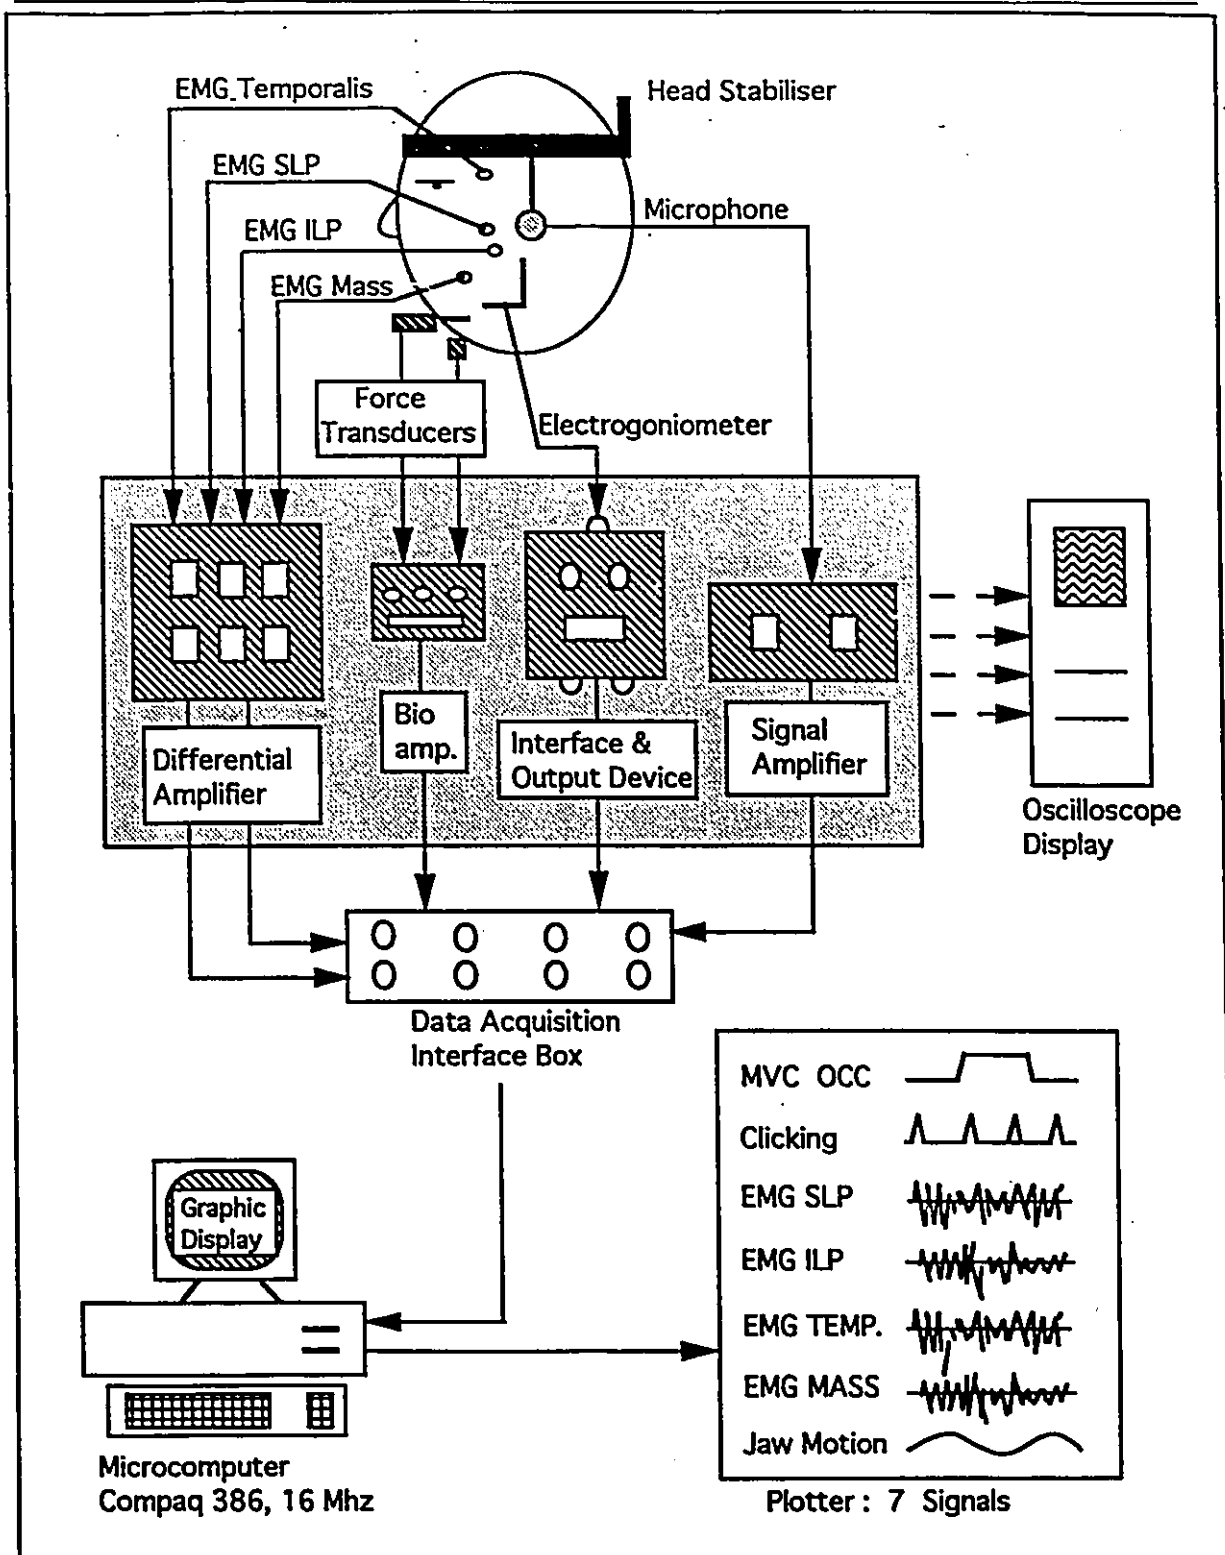 EMG Temporalis
Head Stabiliser
EMG SLP
Microphone
EMG ILP
EMG Mass
Force
Transducers
Electrogoniometer
Differential
Amplifier
Bio
amp.
Interface &
Output Device
Signal
Amplifier
Oscilloscope
Display
Data Acquisition
Interface Box
Graphic
Display
Microcomputer
Compaq 386, 16 Mhz
MVC OCC
Clicking
EMG SLP
EMG ILP
EMG TEMP.
EMG MASS
Jaw Motion
Plotter : 7 Signals